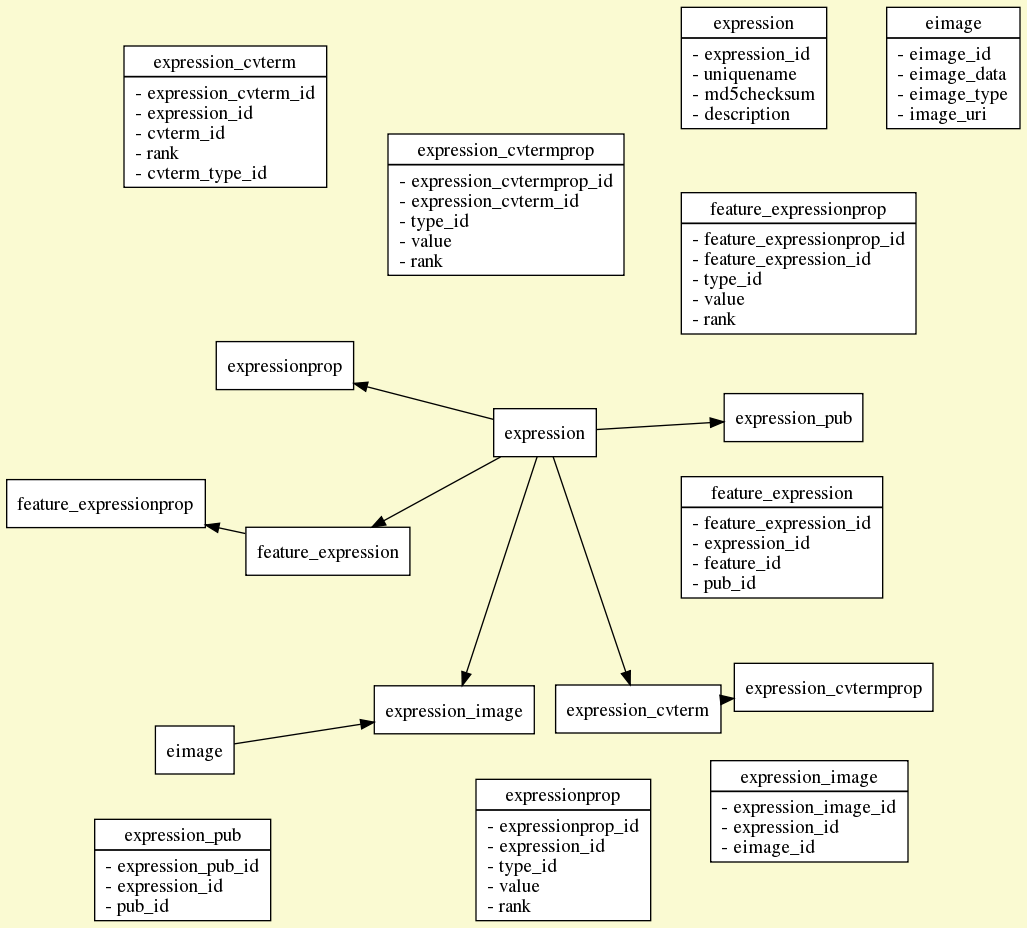 expression
- expression_id
- uniquename
- md5checksum
- description
eimage
- eimage_id
- eimage_data
- eimage_type
- image_uri
expression_cvterm
- expression_cvterm_id
- expression_id
- cvterm_id
- rank
- cvterm_type_id
expression_cvtermprop
- expression_cvtermprop_id
- expression_cvterm_id
- type_id
- value
- rank
feature_expressionprop
- feature_expressionprop_id
- feature_expression_id
- type_id
- value
- rank
expressionprop
expression
expression_pub
feature_expressionprop
feature_expression
feature_expression
- feature_expression_id
- expression_id
- feature_id
- pub_id
expression_image
expression_cvterm
expression_cvtermprop
eimage
expression_pub
- expression_pub_id
- expression_id
- pub_id
expressionprop
- expressionprop_id
- expression_id
- type_id
- value
- rank
expression_image
- expression_image_id
- expression_id
- eimage_id